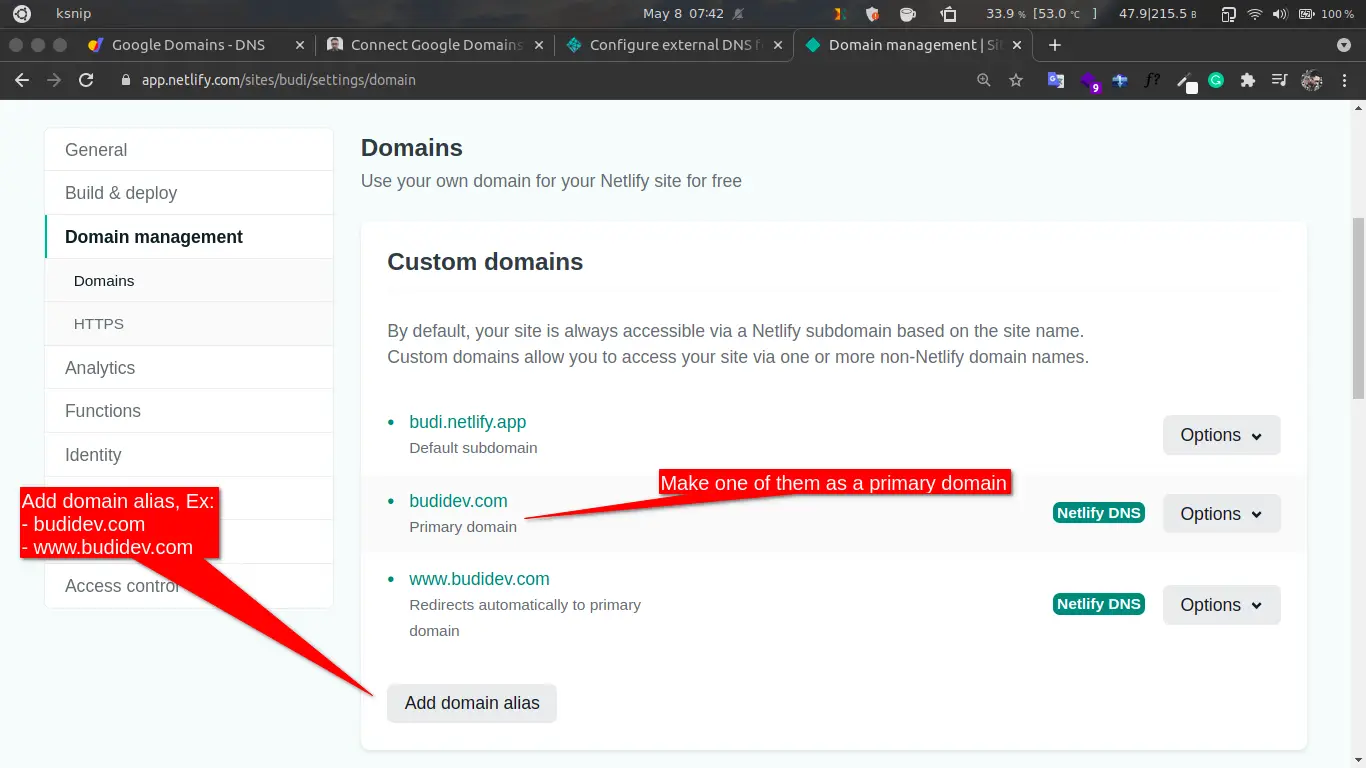 ksnip
May 8 07:42
33.9 % [53.0 °C ]
47.9|215.5 B
100 %
Google Domains - DNS
Connect Google Domains
Configure external DNS f
Domain management | Sit
app.netlify.com/sites/budi/settings/domain
9
f?
General
Build & deploy
Domain management
Domains
HTTPS
Analytics
Functions
Identity
Access control
Add domain alias, Ex:
- budidev.com
- www.budidev.com
Domains
Use your own domain for your Netlify site for free
Custom domains
By default, your site is always accessible via a Netlify subdomain based on the site name.
Custom domains allow you to access your site via one or more non-Netlify domain names.
budi.netlify.app
Default subdomain
Options
Make one of them as a primary domain
budidev.com
Primary domain
Netlify DNS
Options
www.budidev.com
Redirects automatically to primary
domain
Netlify DNS
Options
Add domain alias